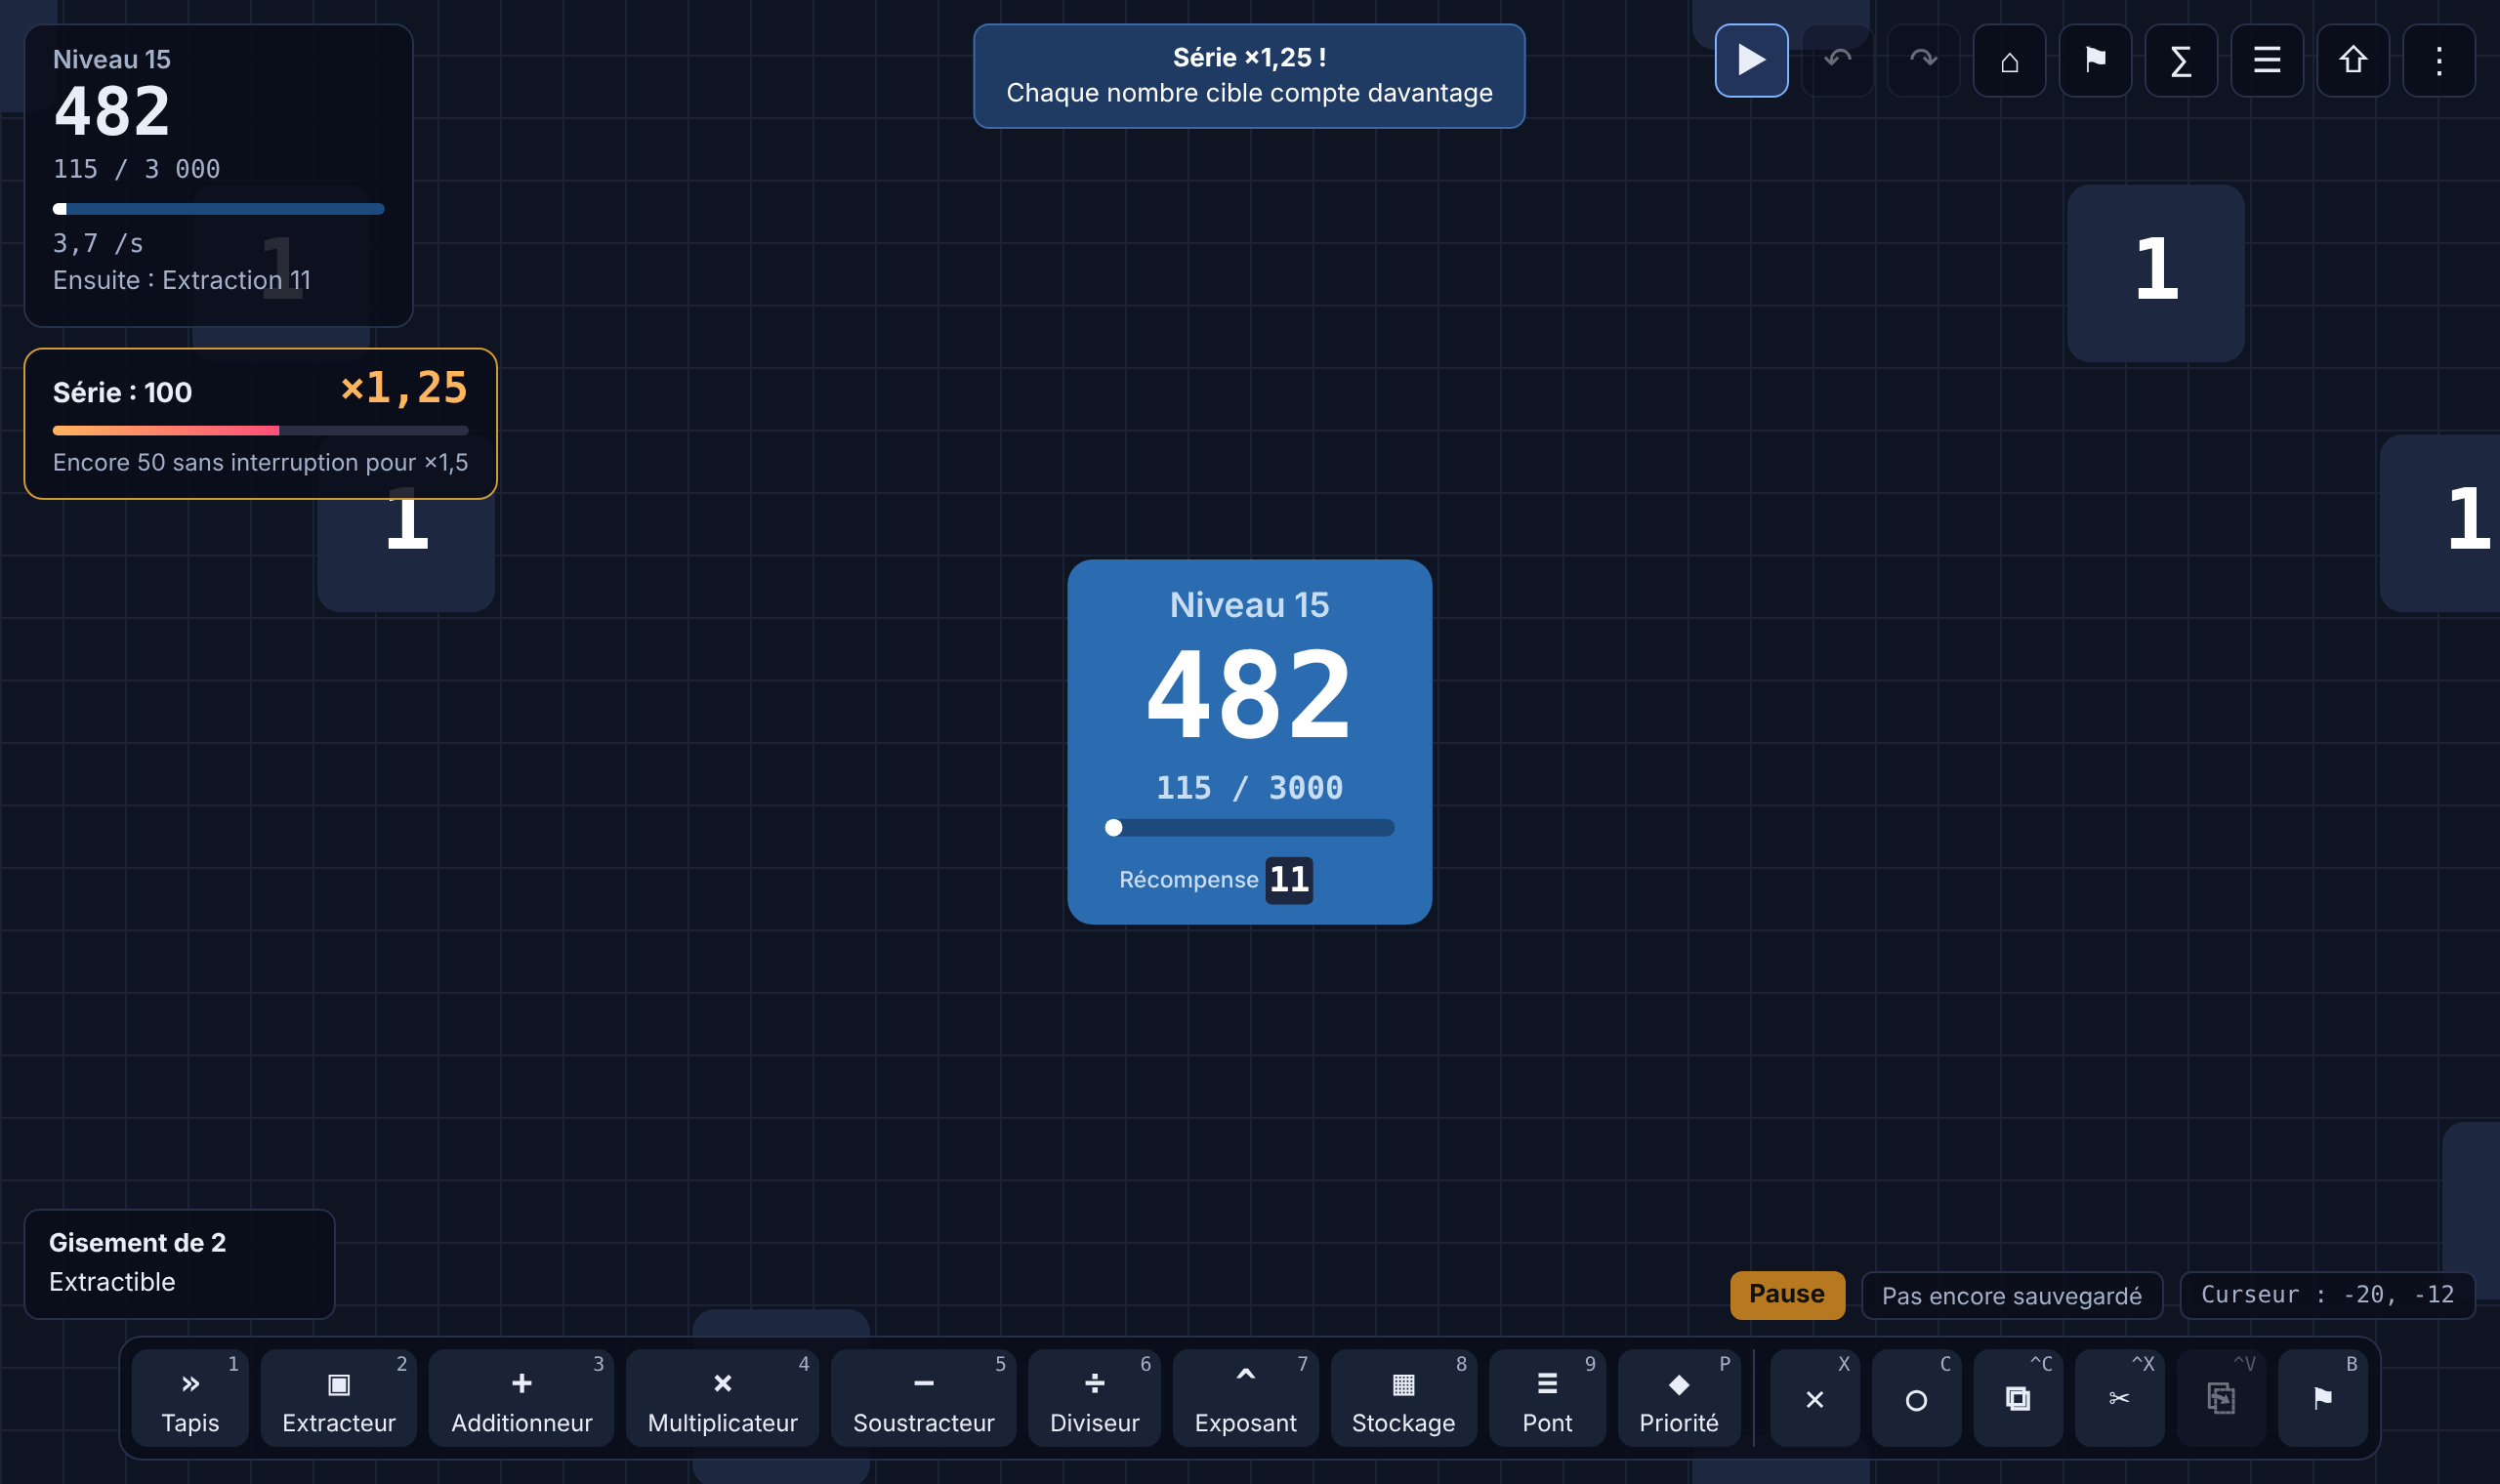 Niveau 15
482
115 / 3 000
3,7 /s
Ensuite : Extraction 11
1
Série ×1,25 !
Chaque nombre cible compte davantage
Série : 100 ×1,25
Encore 50 sans interruption pour ×1,5
1
1
1
Niveau 15
482
115 / 3000
Récompense 11
Gisement de 2
Extractible
Pause
Pas encore sauvegardé
Curseur : -20, -12
» 1 Tapis
2 Extracteur
+ 3 Additionneur
× 4 Multiplicateur
− 5 Soustracteur
÷ 6 Diviseur
^ 7 Exposant
8 Stockage
9 Pont
P Priorité
X
C
^C
^X
^V
B